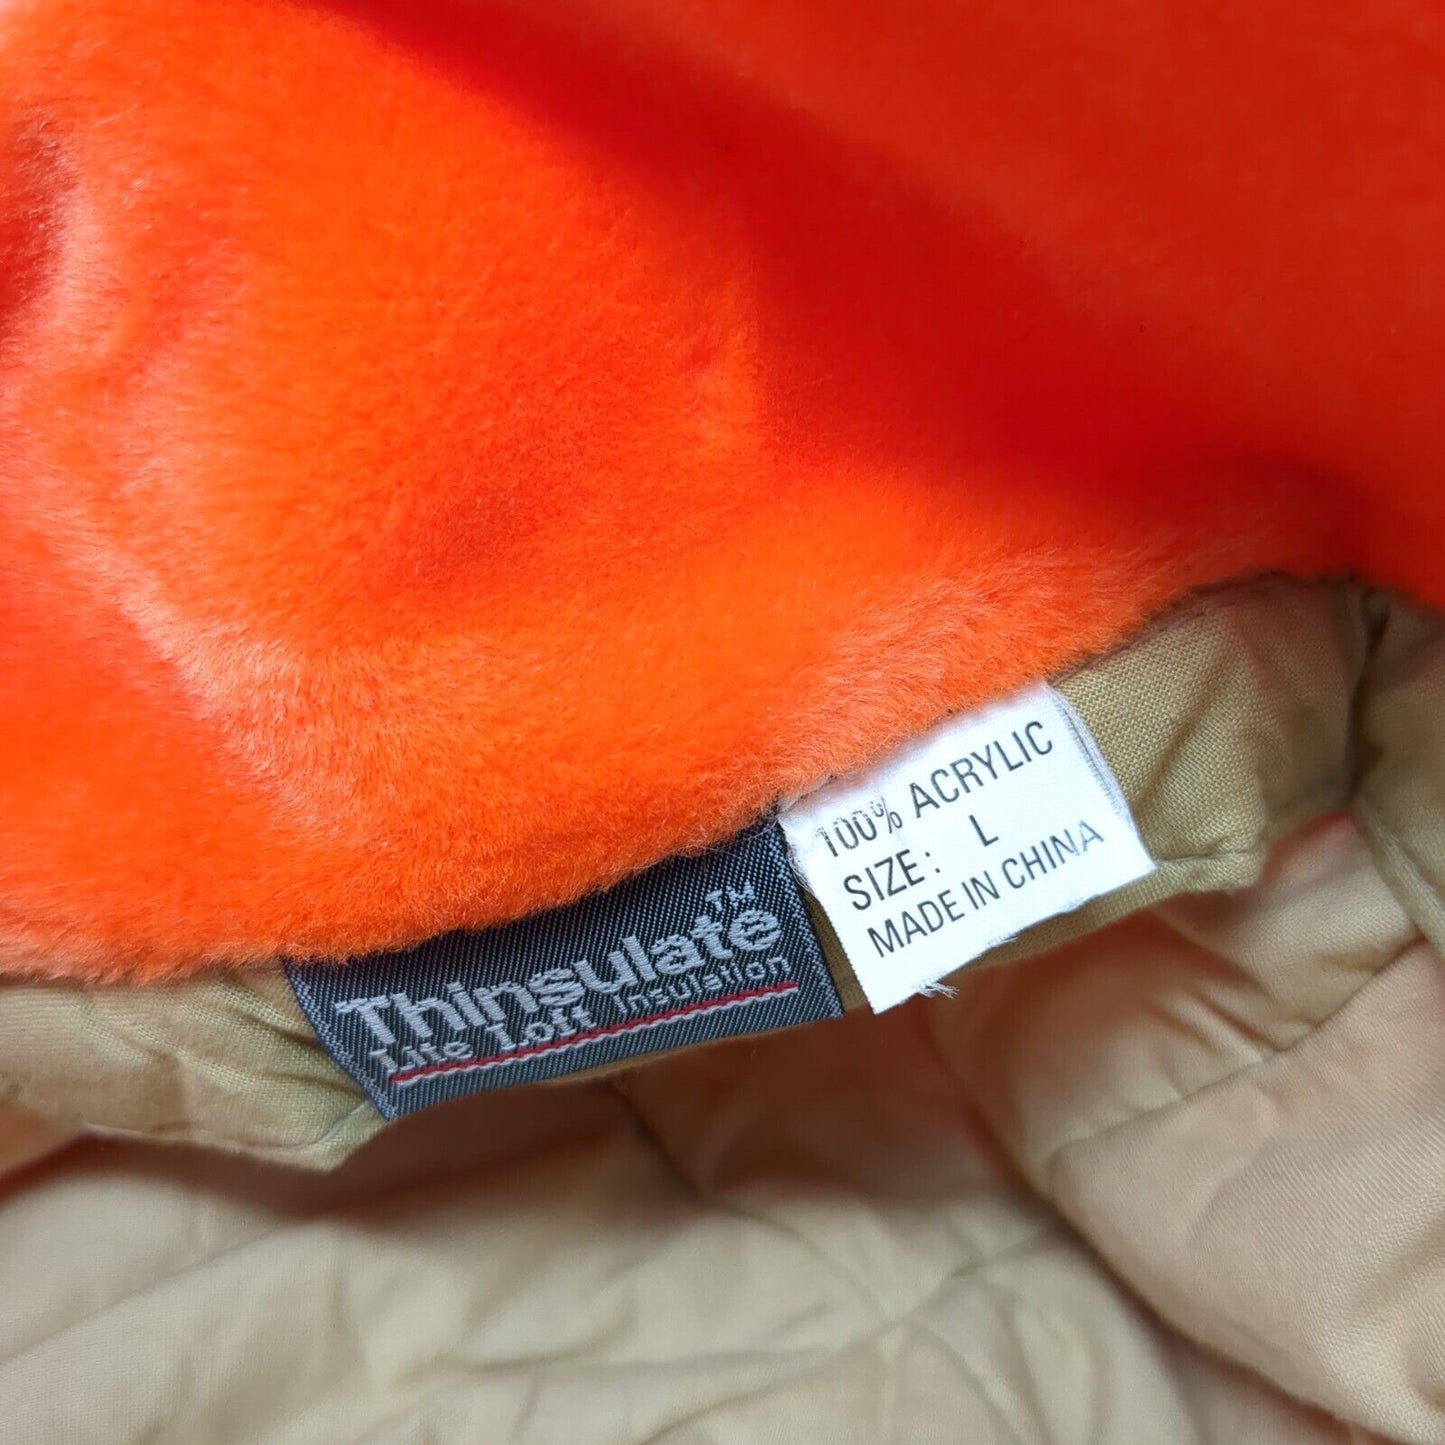 Thinsulate™
Lite Loft Insulation
100% ACRYLIC
SIZE: L
MADE IN CHINA